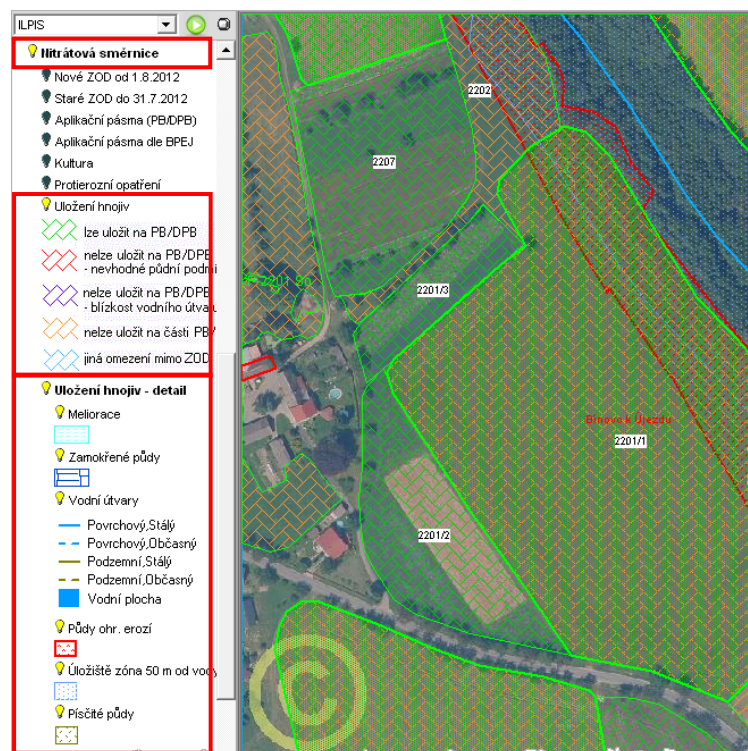 ILPIS
Nitrátová směrnice
Nové ZOD od 1.8.2012
Staré ZOD do 31.7.2012
Aplikační pásma (PB/DPB)
Aplikační pásma dle BPEJ
Kultura
Protierozní opatření
Uložení hnojiv
lze uložit na PB/DPB
nelze uložit na PB/DPB
- nevhodné půdní podmí
nelze uložit na PB/DPB
- blízkost vodního útvaru
nelze uložit na části PB/
jiná omezení mimo ZOD
Uložení hnojiv - detail
Meliorace
Zamokřené půdy
Vodní útvary
Povrchový,Stálý
Povrchový,Občasný
Podzemní,Stálý
Podzemní,Občasný
Vodní plocha
Půdy ohr. erozí
Úložiště zóna 50 m od vody
Písčité půdy
2202
2207
2201/3
Binovo k Újezdu
2201/1
2201/2
©